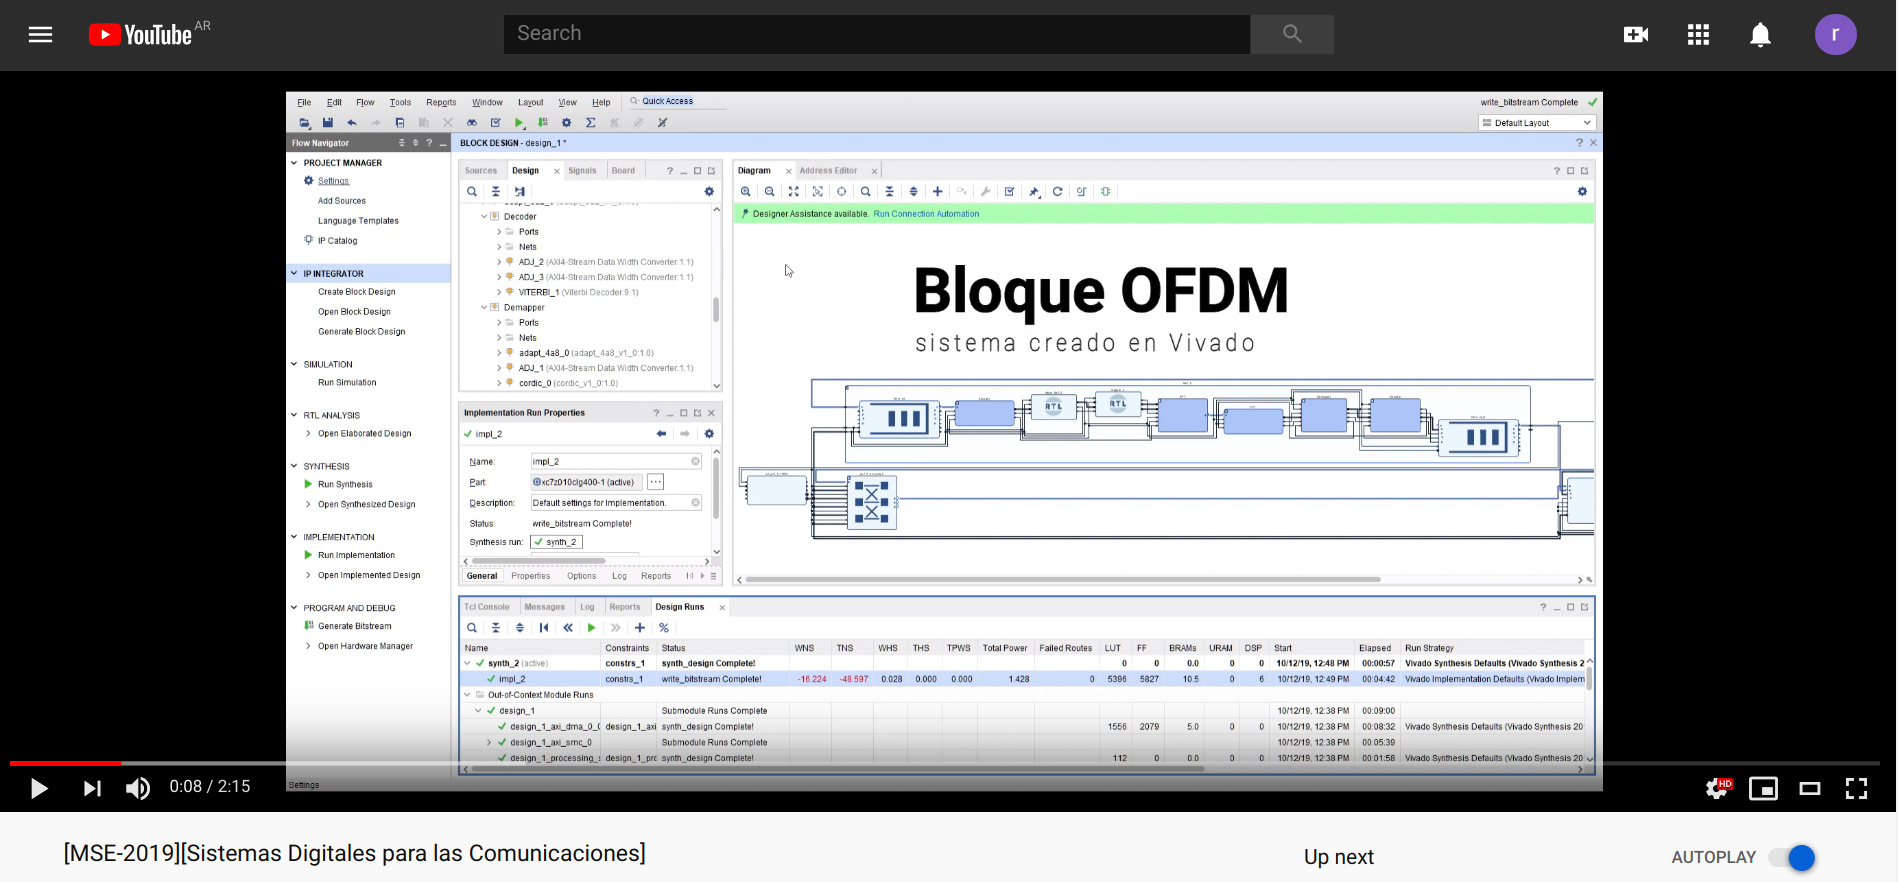 YouTube AR
Search
r
File Edit Flow Tools Reports Window Layout View Help Quick Access
write_bitstream Complete
Default Layout
Flow Navigator
PROJECT MANAGER
Settings
Add Sources
Language Templates
IP Catalog
IP INTEGRATOR
Create Block Design
Open Block Design
Generate Block Design
SIMULATION
Run Simulation
RTL ANALYSIS
Open Elaborated Design
SYNTHESIS
Run Synthesis
Open Synthesized Design
IMPLEMENTATION
Run Implementation
Open Implemented Design
PROGRAM AND DEBUG
Generate Bitstream
Open Hardware Manager
Settings
BLOCK DESIGN - design_1 *
Sources Design Signals Board
Decoder
Ports
Nets
ADJ_2 (AXI4-Stream Data Width Converter:1.1)
ADJ_3 (AXI4-Stream Data Width Converter:1.1)
VITERBI_1 (Viterbi Decoder:9.1)
Demapper
Ports
Nets
adapt_4a8_0 (adapt_4a8_v1_0:1.0)
ADJ_1 (AXI4-Stream Data Width Converter:1.1)
cordic_0 (cordic_v1_0:1.0)
Implementation Run Properties
impl_2
Name: impl_2
Part: xc7z010clg400-1 (active)
Description: Default settings for Implementation.
Status: write_bitstream Complete!
Synthesis run: synth_2
General Properties Options Log Reports
Diagram Address Editor
Designer Assistance available. Run Connection Automation
Bloque OFDM
sistema creado en Vivado
RTL RTL
Tcl Console Messages Log Reports Design Runs
Name Constraints Status WNS TNS WHS THS TPWS Total Power Failed Routes LUT FF BRAMs URAM DSP Start Elapsed Run Strategy
synth_2 (active) constrs_1 synth_design Complete! 0 0 0.0 0 0 10/12/19, 12:48 PM 00:00:57 Vivado Synthesis Defaults (Vivado Synthesis 2
impl_2 constrs_1 write_bitstream Complete! -16.224 -48.597 0.028 0.000 0.000 1.428 0 5396 5827 10.5 0 6 10/12/19, 12:49 PM 00:04:42 Vivado Implementation Defaults (Vivado Implem
Out-of-Context Module Runs
design_1 Submodule Runs Complete 10/12/19, 12:38 PM 00:09:00
design_1_axi_dma_0_0 design_1_axi synth_design Complete! 1556 2079 5.0 0 0 10/12/19, 12:38 PM 00:08:32 Vivado Synthesis Defaults (Vivado Synthesis 20
design_1_axi_smc_0 Submodule Runs Complete 10/12/19, 12:38 PM 00:05:39
design_1_processing_s design_1_prc synth_design Complete! 112 0 0.0 0 0 10/12/19, 12:38 PM 00:01:58 Vivado Synthesis Defaults (Vivado Synthesis 20
0:08 / 2:15
HD
[MSE-2019][Sistemas Digitales para las Comunicaciones]
Up next
AUTOPLAY